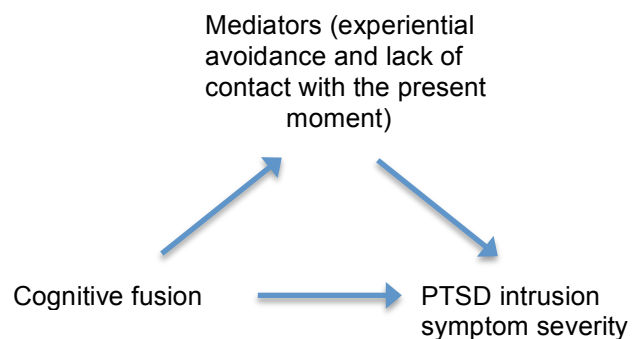 Mediators (experiential
avoidance and lack of
contact with the present
moment)
Cognitive fusion
PTSD intrusion
symptom severity